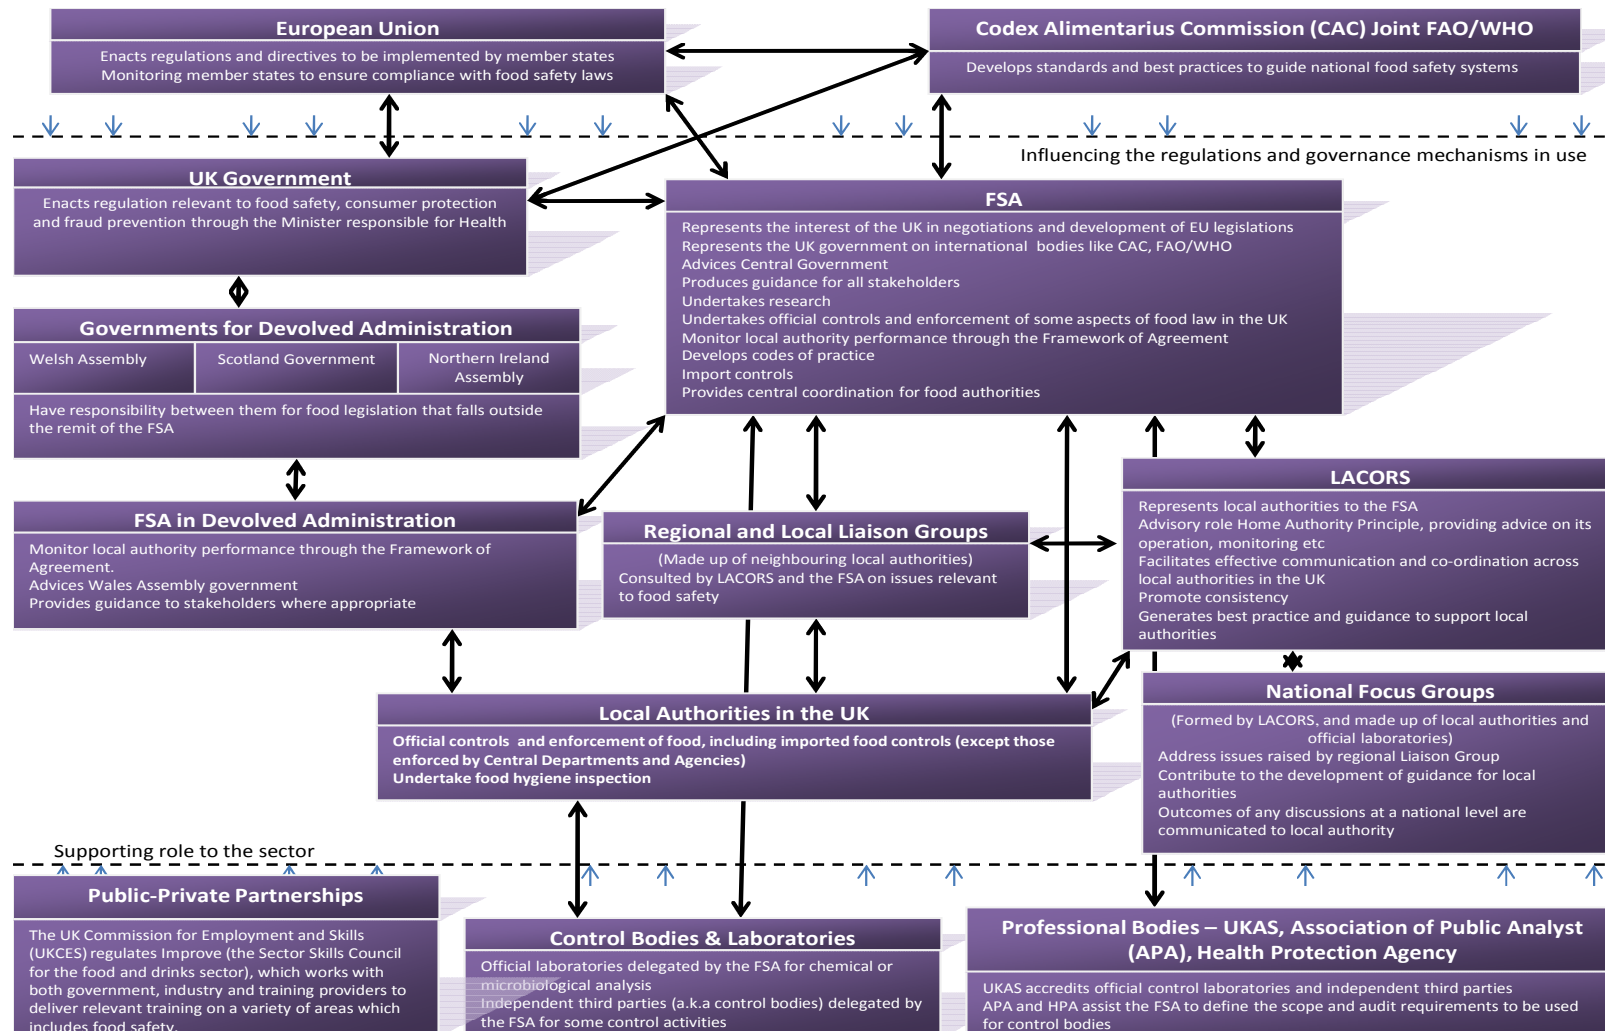 European Union
Enacts regulations and directives to be implemented by member states
Monitoring member states to ensure compliance with food safety laws
Codex Alimentarius Commission (CAC) Joint FAO/WHO
Develops standards and best practices to guide national food safety systems
Influencing the regulations and governance mechanisms in use
UK Government
Enacts regulation relevant to food safety, consumer protection
and fraud prevention through the Minister responsible for Health
FSA
Represents the interest of the UK in negotiations and development of EU legislations
Represents the UK government on international bodies like CAC, FAO/WHO
Advices Central Government
Produces guidance for all stakeholders
Undertakes research
Undertakes official controls and enforcement of some aspects of food law in the UK
Monitor local authority performance through the Framework of Agreement
Develops codes of practice
Import controls
Provides central coordination for food authorities
Governments for Devolved Administration
Welsh Assembly
Scotland Government
Northern Ireland
Assembly
Have responsibility between them for food legislation that falls outside
the remit of the FSA
FSA in Devolved Administration
Monitor local authority performance through the Framework of
Agreement.
Advices Wales Assembly government
Provides guidance to stakeholders where appropriate
Regional and Local Liaison Groups
(Made up of neighbouring local authorities)
Consulted by LACORS and the FSA on issues relevant
to food safety
LACORS
Represents local authorities to the FSA
Advisory role Home Authority Principle, providing advice on its
operation, monitoring etc
Facilitates effective communication and co-ordination across
local authorities in the UK
Promote consistency
Generates best practice and guidance to support local
authorities
Local Authorities in the UK
Official controls and enforcement of food, including imported food controls (except those
enforced by Central Departments and Agencies)
Undertake food hygiene inspection
National Focus Groups
(Formed by LACORS, and made up of local authorities and
official laboratories)
Address issues raised by regional Liaison Group
Contribute to the development of guidance for local
authorities
Outcomes of any discussions at a national level are
communicated to local authority
Supporting role to the sector
Public-Private Partnerships
The UK Commission for Employment and Skills
(UKCES) regulates Improve (the Sector Skills Council
for the food and drinks sector), which works with
both government, industry and training providers to
deliver relevant training on a variety of areas which
includes food safety.
Control Bodies & Laboratories
Official laboratories delegated by the FSA for chemical or
microbiological analysis
Independent third parties (a.k.a control bodies) delegated by
the FSA for some control activities
Professional Bodies – UKAS, Association of Public Analyst
(APA), Health Protection Agency
UKAS accredits official control laboratories and independent third parties
APA and HPA assist the FSA to define the scope and audit requirements to be used
for control bodies